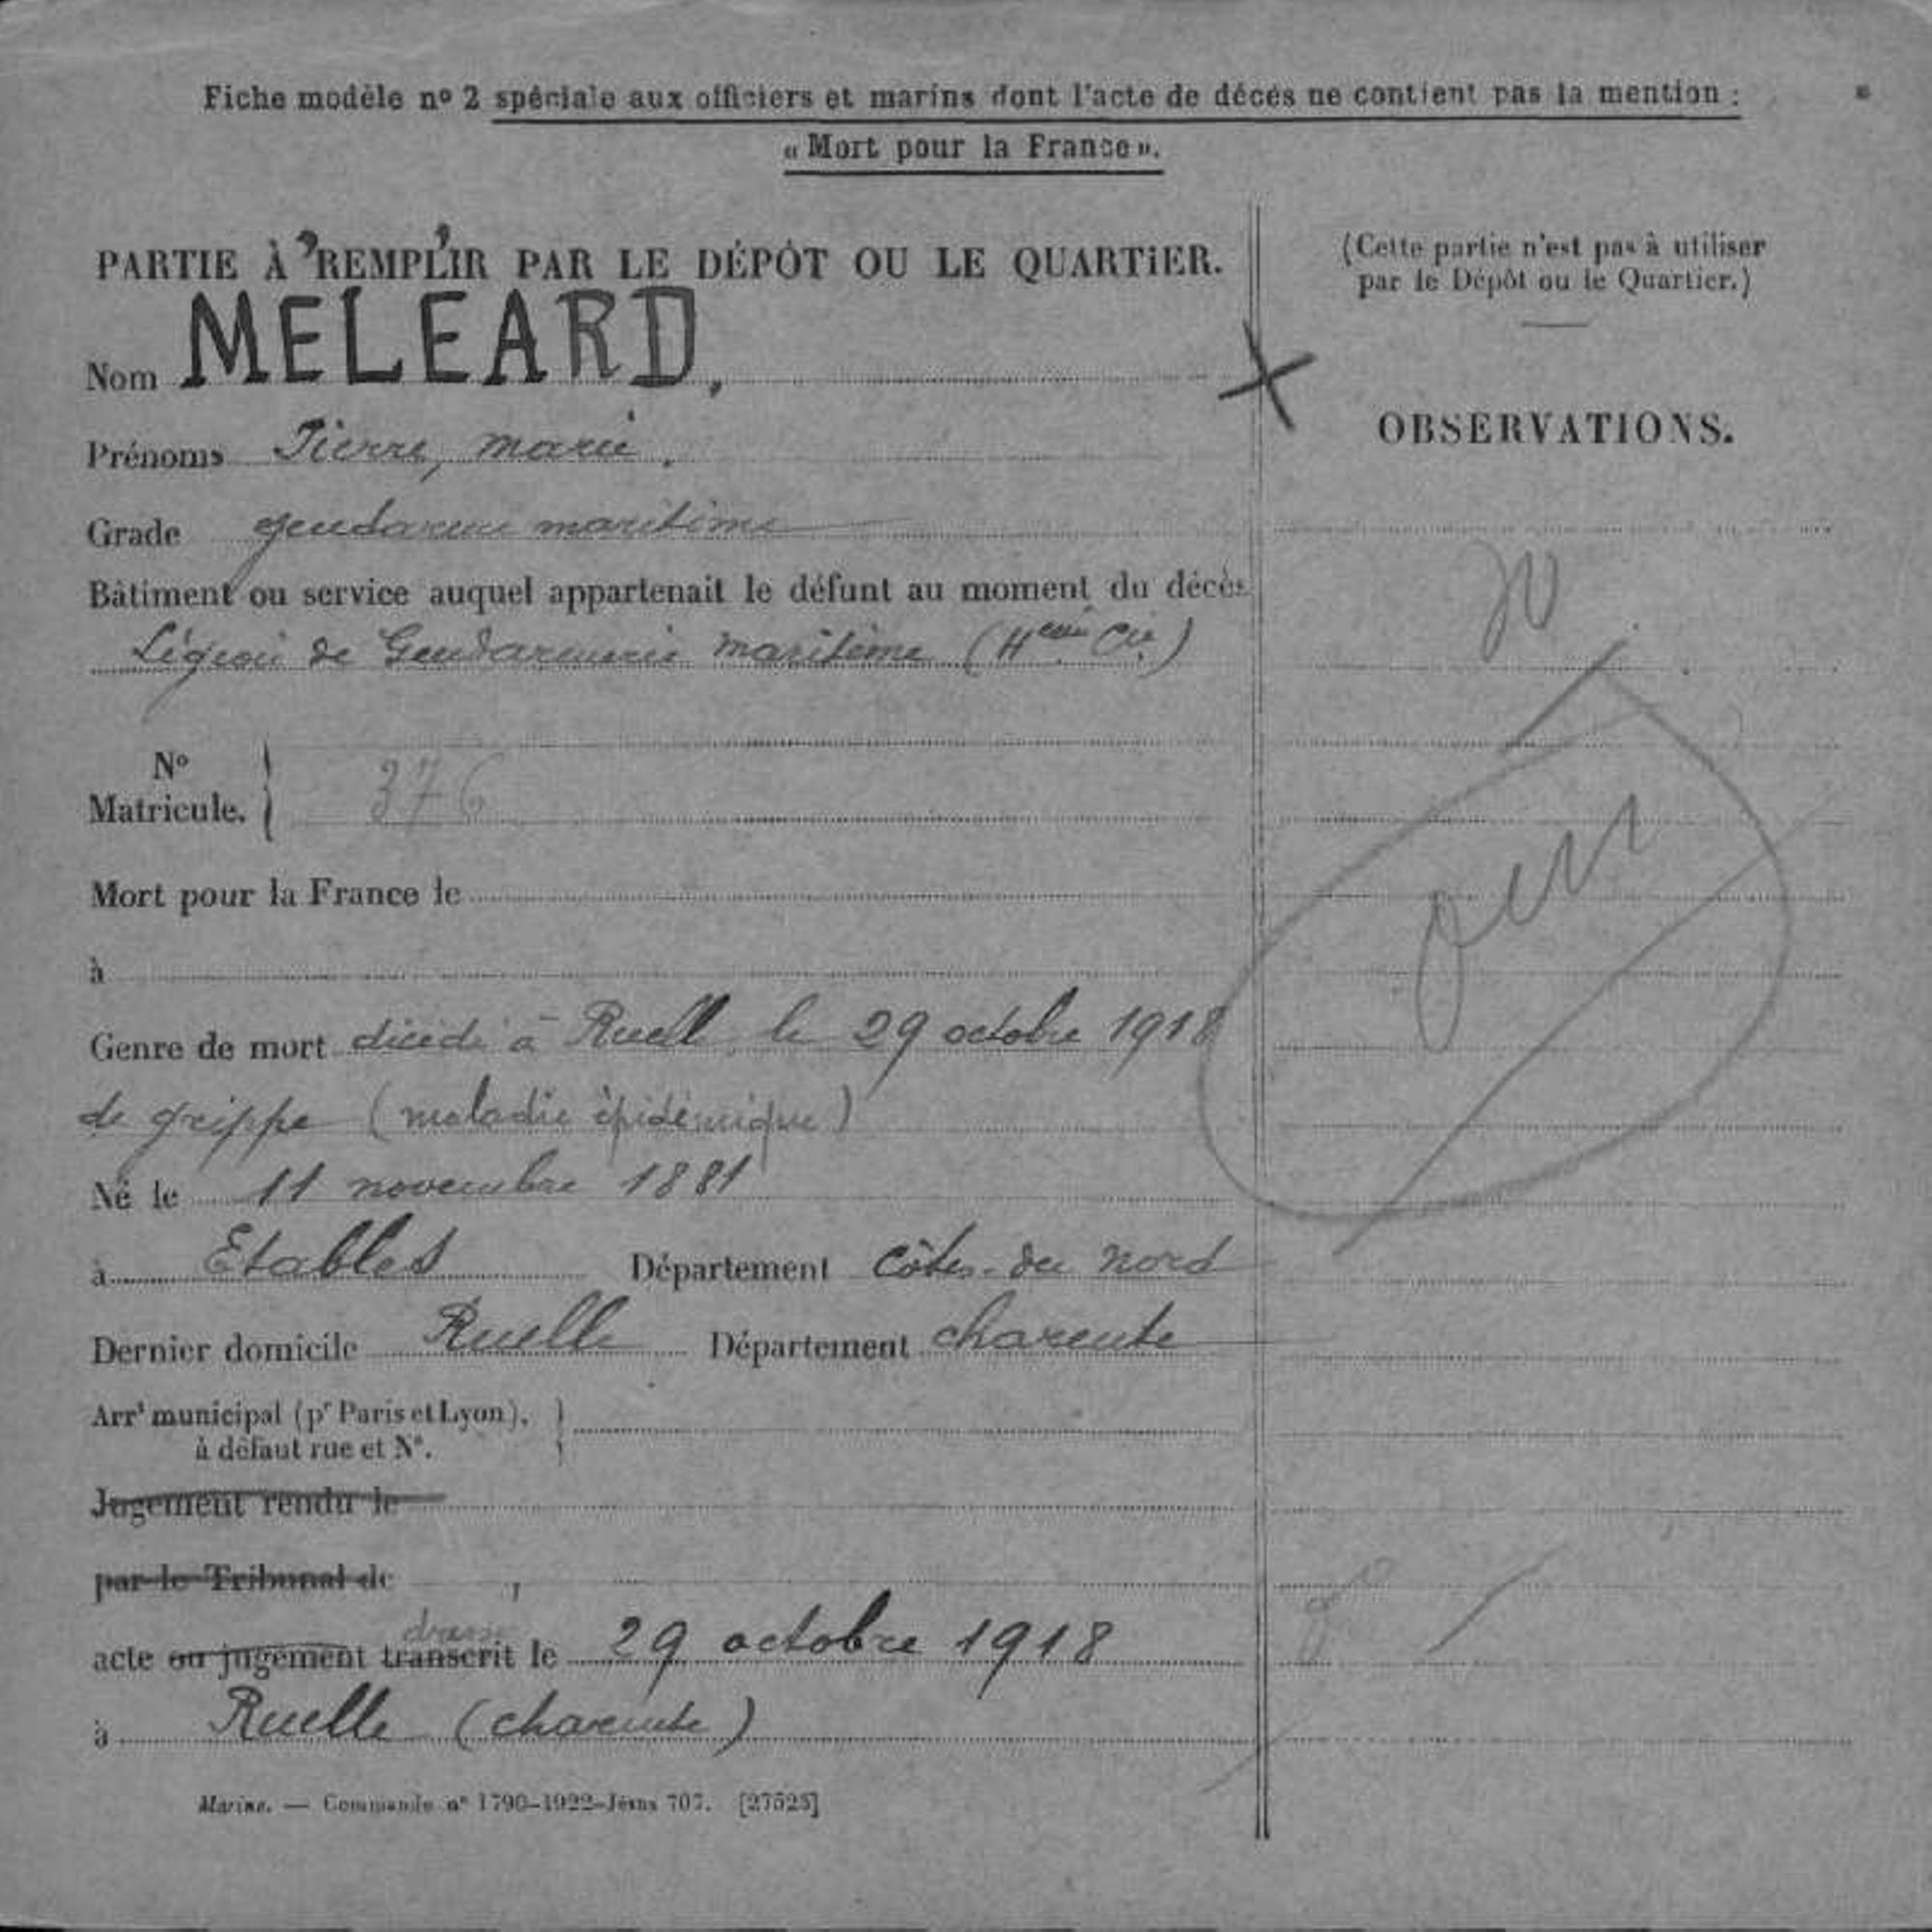 Fiche modèle nº 2 spéciale aux officiers et marins dont l'acte de décès ne contient pas la mention :
« Mort pour la France ».
PARTIE À REMPLIR PAR LE DÉPÔT OU LE QUARTIER.
Nom MELEARD.
Prénoms Pierre, marie.
Grade gendarme maritime
Bâtiment ou service auquel appartenait le défunt au moment du décès
Légion de Gendarmerie maritime (4eme Cie)
Nº
Matricule. 376
Mort pour la France le
à
Genre de mort décédé à Ruelle le 29 octobre 1918
de grippe (maladie épidémique)
Né le 11 novembre 1881
à Etables Département Côtes-du Nord
Dernier domicile Ruelle Département charente
Arrt municipal (pr Paris et Lyon),
à défaut rue et Nº.
Jugement rendu le
par le Tribunal de
dressé
acte ou jugement transcrit le 29 octobre 1918
à Ruelle (charente)
Marine. — Commande nº 1790-1922-Jésus 707. [27525]
(Cette partie n'est pas à utiliser
par le Dépôt ou le Quartier.)
OBSERVATIONS.